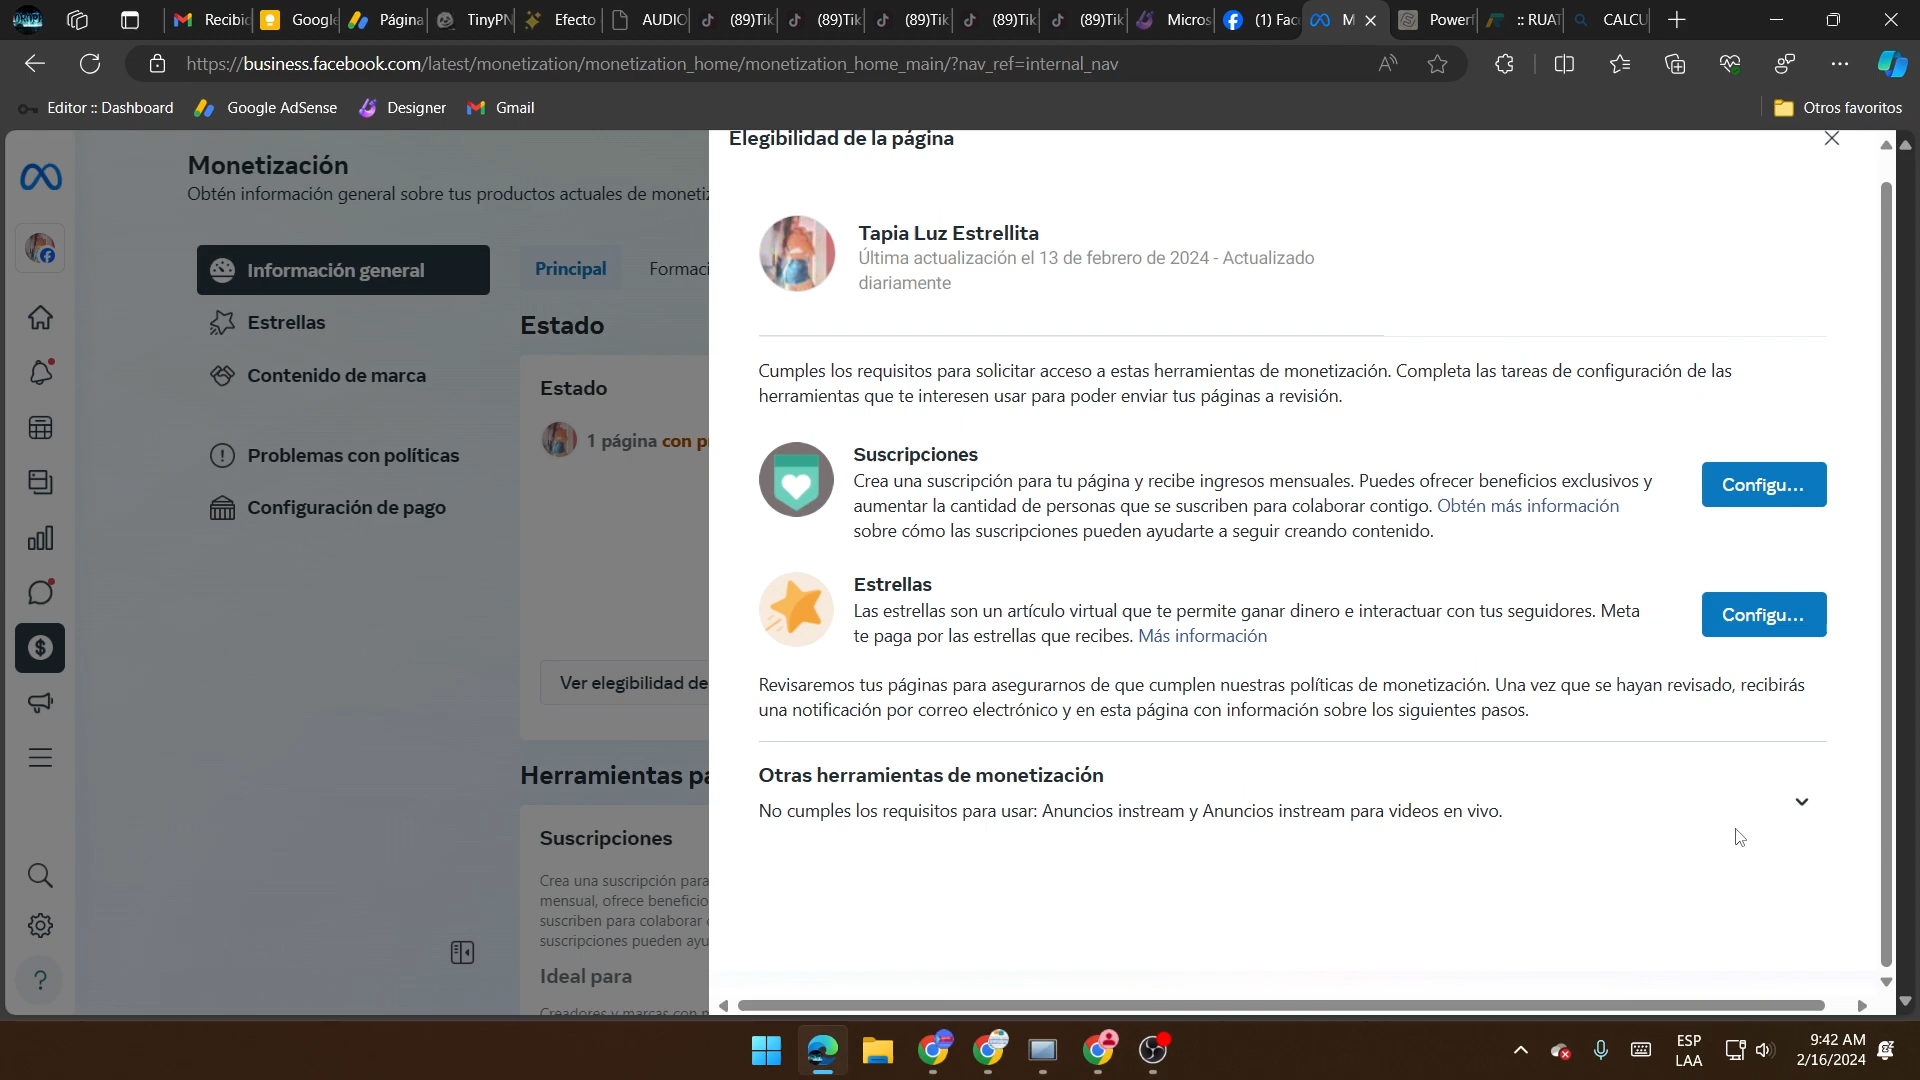 Recibi
Google
Página
TinyPN
Efecto
AUDIO
(89)Tik
(89)Tik
(89)Tik
(89)Tik
(89)Tik
Micros
(1) Fac
M
Powerf
:: RUAT
CALCU
https://business.facebook.com/latest/monetization/monetization_home/monetization_home_main/?nav_ref=internal_nav
Editor :: Dashboard
Google AdSense
Designer
Gmail
Otros favoritos
Monetización
Obtén información general sobre tus productos actuales de moneti
Información general
Estrellas
Contenido de marca
Problemas con políticas
Configuración de pago
Principal
Formaci
Estado
Estado
1 página con p
Ver elegibilidad de
Herramientas pa
Suscripciones
Crea una suscripción para
mensual, ofrece beneficio
suscriben para colaborar
suscripciones pueden ayu
Ideal para
Creadores y marcas con
Elegibilidad de la página
Tapia Luz Estrellita
Última actualización el 13 de febrero de 2024 - Actualizado
diariamente
Cumples los requisitos para solicitar acceso a estas herramientas de monetización. Completa las tareas de configuración de las
herramientas que te interesen usar para poder enviar tus páginas a revisión.
Suscripciones
Crea una suscripción para tu página y recibe ingresos mensuales. Puedes ofrecer beneficios exclusivos y
aumentar la cantidad de personas que se suscriben para colaborar contigo. Obtén más información
sobre cómo las suscripciones pueden ayudarte a seguir creando contenido.
Configu...
Estrellas
Las estrellas son un artículo virtual que te permite ganar dinero e interactuar con tus seguidores. Meta
te paga por las estrellas que recibes. Más información
Configu...
Revisaremos tus páginas para asegurarnos de que cumplen nuestras políticas de monetización. Una vez que se hayan revisado, recibirás
una notificación por correo electrónico y en esta página con información sobre los siguientes pasos.
Otras herramientas de monetización
No cumples los requisitos para usar: Anuncios instream y Anuncios instream para videos en vivo.
ESP
LAA
9:42 AM
2/16/2024